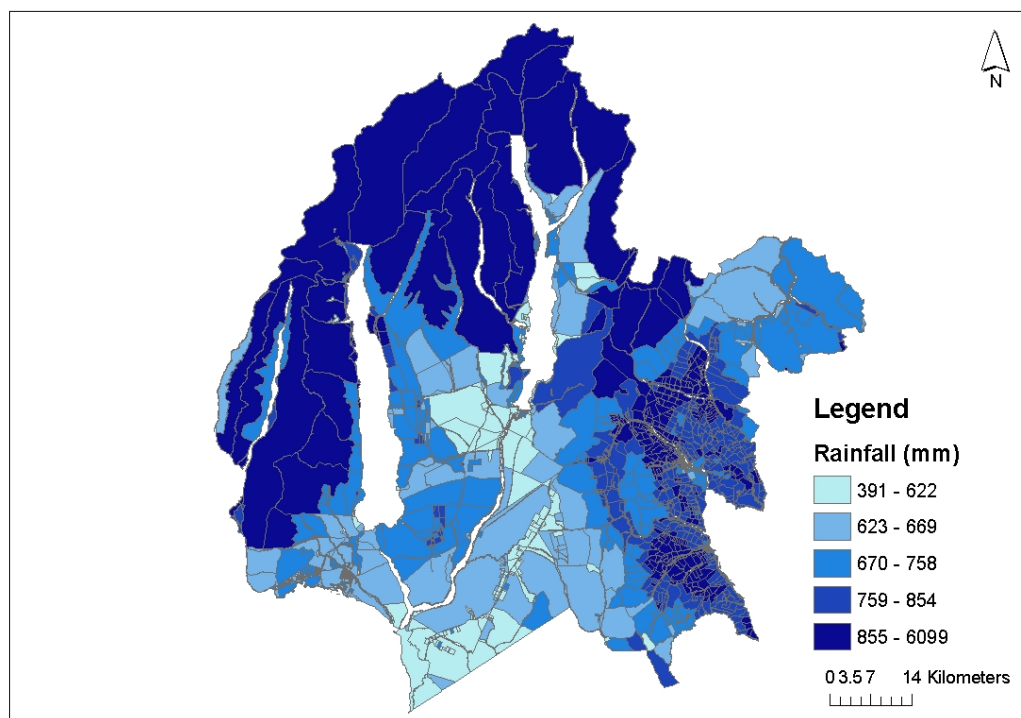 N
Legend
Rainfall (mm)
391 - 622
623 - 669
670 - 758
759 - 854
855 - 6099
0 3.5 7 14 Kilometers